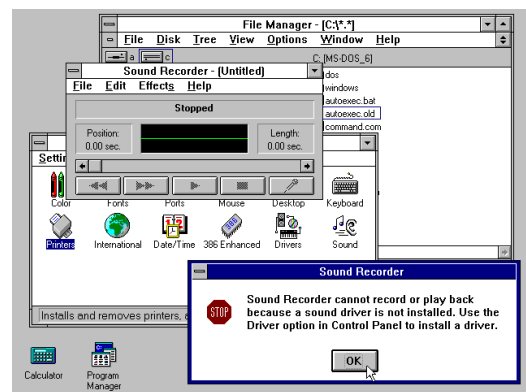 File Manager - [C:\*.*]
File Disk Tree View Options Window Help
a c C: [MS-DOS_6]
dos
windows
autoexec.bat
autoexec.old
command.com
Sound Recorder - (Untitled)
File Edit Effects Help
Stopped
Position: Length:
0.00 sec. 0.00 sec.
Color Fonts Ports Mouse Desktop Keyboard
Printers International Date/Time 386 Enhanced Drivers Sound
Installs and removes printers,
Sound Recorder
STOP
Sound Recorder cannot record or play back
because a sound driver is not installed. Use the
Driver option in Control Panel to install a driver.
OK
Calculator Program
Manager